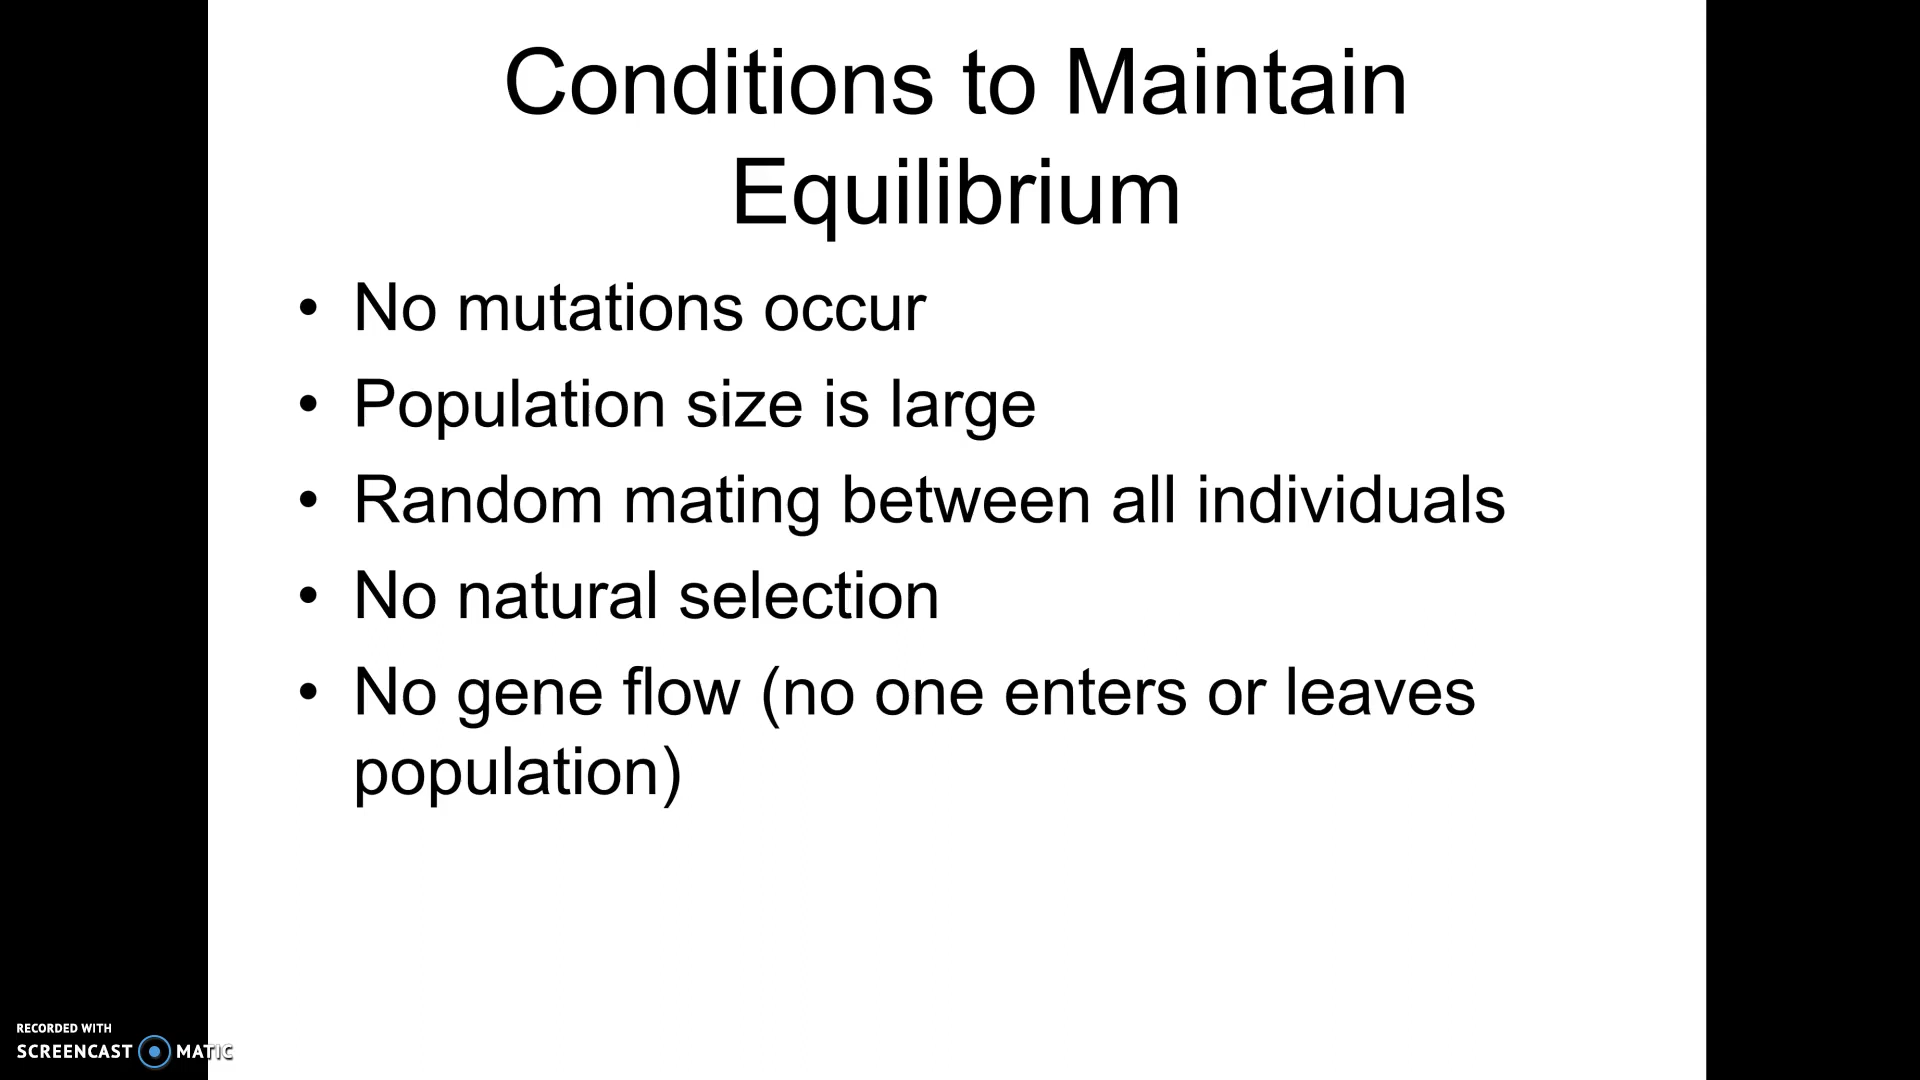 Conditions to Maintain
Equilibrium
• No mutations occur
• Population size is large
• Random mating between all individuals
• No natural selection
• No gene flow (no one enters or leaves
population)
RECORDED WITH
SCREENCAST MATIC